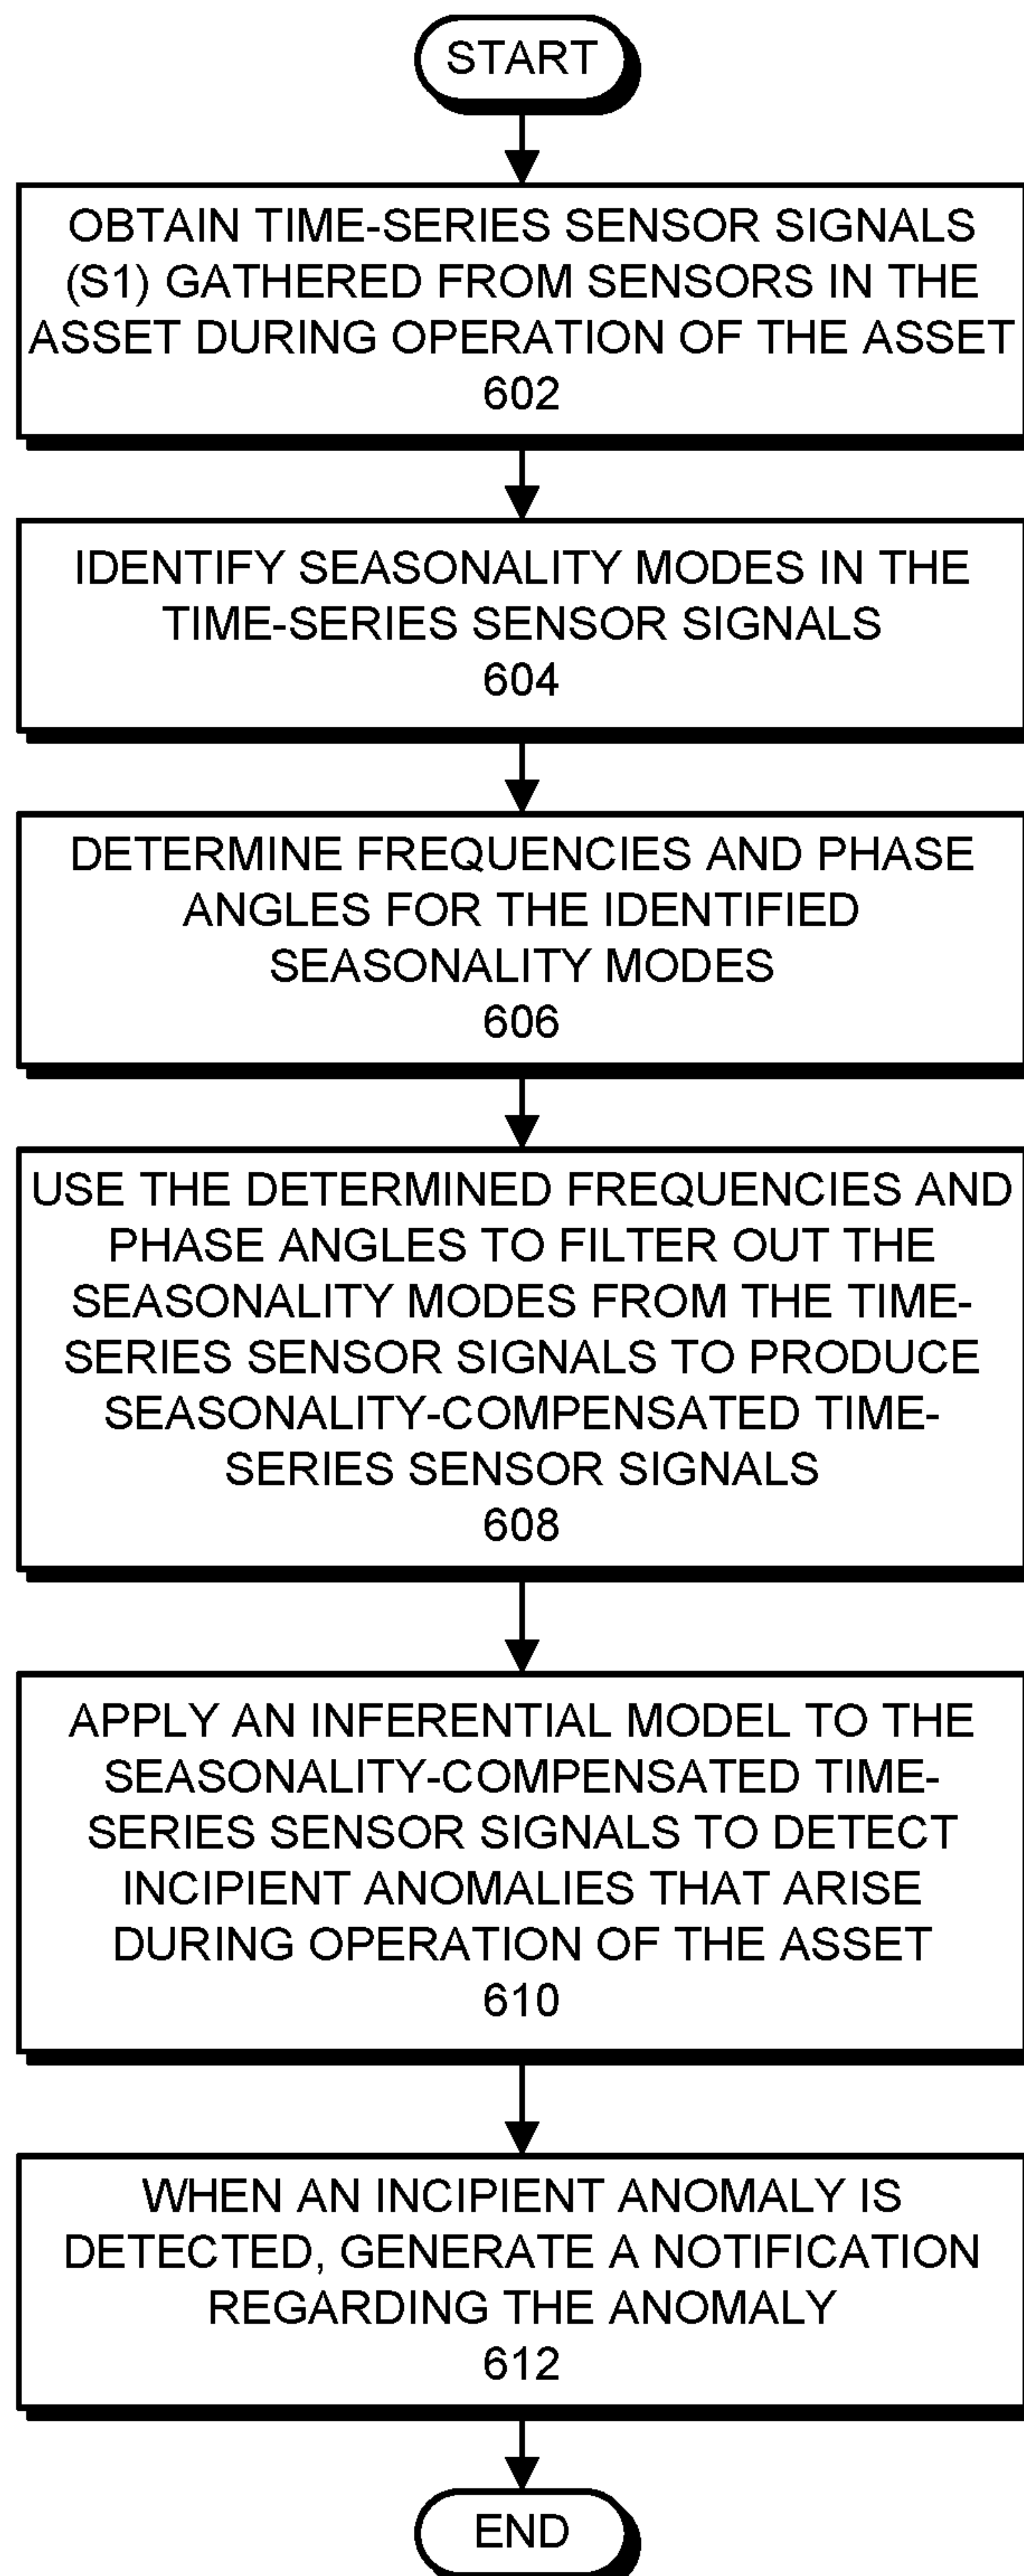 START
OBTAIN TIME-SERIES SENSOR SIGNALS
(S1) GATHERED FROM SENSORS IN THE
ASSET DURING OPERATION OF THE ASSET
602
IDENTIFY SEASONALITY MODES IN THE
TIME-SERIES SENSOR SIGNALS
604
DETERMINE FREQUENCIES AND PHASE
ANGLES FOR THE IDENTIFIED
SEASONALITY MODES
606
USE THE DETERMINED FREQUENCIES AND
PHASE ANGLES TO FILTER OUT THE
SEASONALITY MODES FROM THE TIME-
SERIES SENSOR SIGNALS TO PRODUCE
SEASONALITY-COMPENSATED TIME-
SERIES SENSOR SIGNALS
608
APPLY AN INFERENTIAL MODEL TO THE
SEASONALITY-COMPENSATED TIME-
SERIES SENSOR SIGNALS TO DETECT
INCIPIENT ANOMALIES THAT ARISE
DURING OPERATION OF THE ASSET
610
WHEN AN INCIPIENT ANOMALY IS
DETECTED, GENERATE A NOTIFICATION
REGARDING THE ANOMALY
612
END